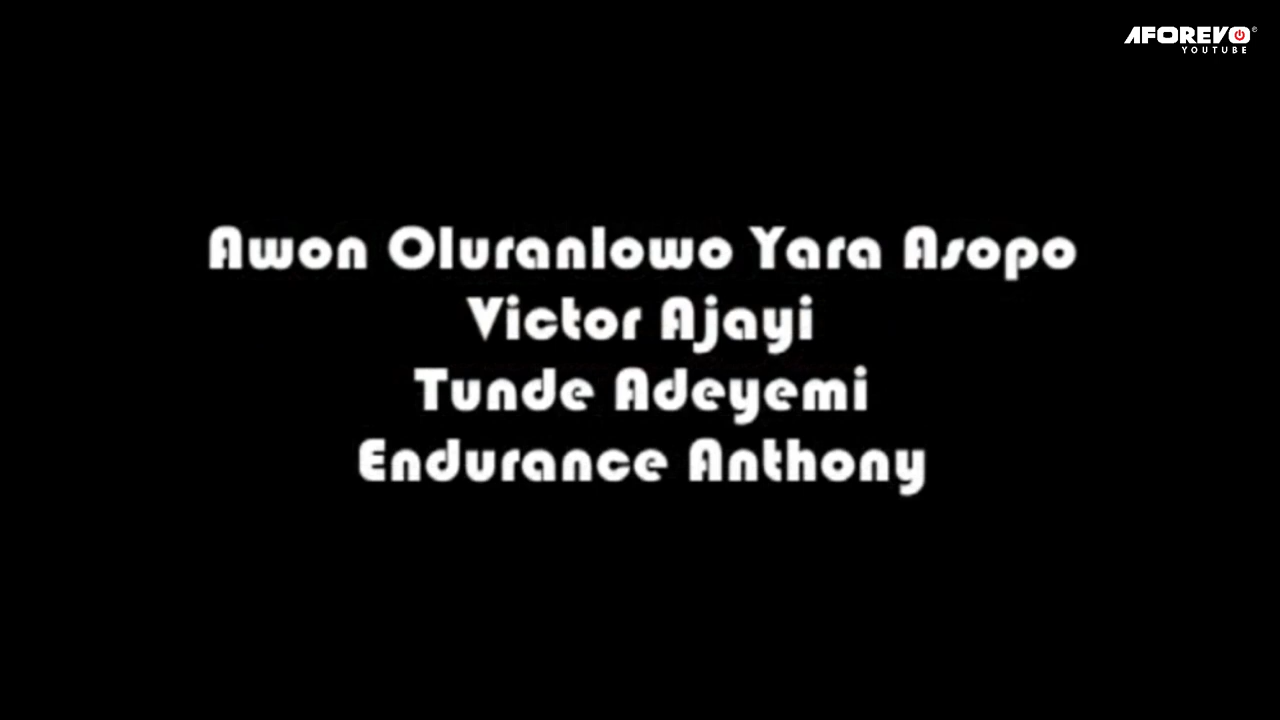 AFOREVO
YOUTUBE
Awon Oluranlowo Yara Asopo
Victor Ajayi
Tunde Adeyemi
Endurance Anthony